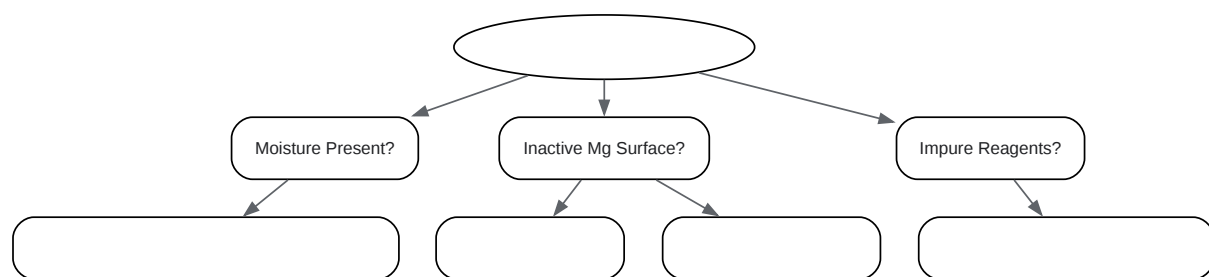 Moisture Present?
Inactive Mg Surface?
Impure Reagents?